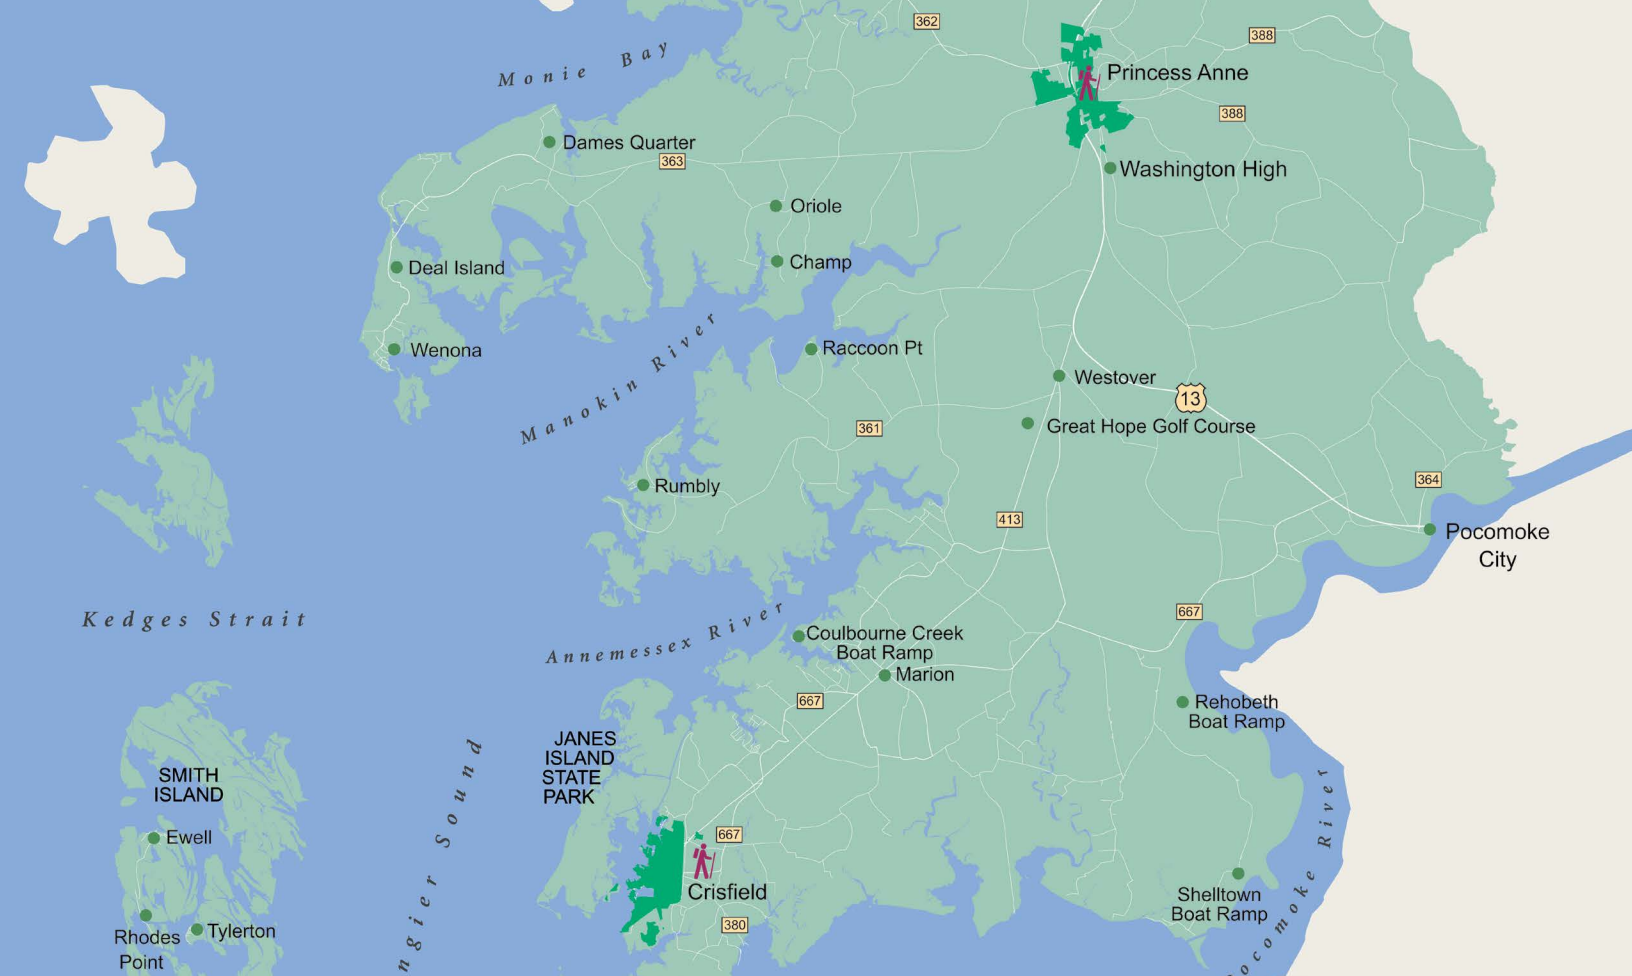 362
388
Monie Bay
Princess Anne
388
Dames Quarter
363
Washington High
Oriole
Champ
Deal Island
Manokin River
Wenona
Raccoon Pt
Westover
13
Great Hope Golf Course
361
Rumbly
364
413
Pocomoke
City
Kedges Strait
Annemessex River
667
Coulbourne Creek
Boat Ramp
Marion
667
Rehobeth
Boat Ramp
JANES
ISLAND
STATE
PARK
SMITH
ISLAND
Ewell
ngier Sound
667
Crisfield
380
Shelltown
Boat Ramp
ocomoke River
Rhodes
Point
Tylerton